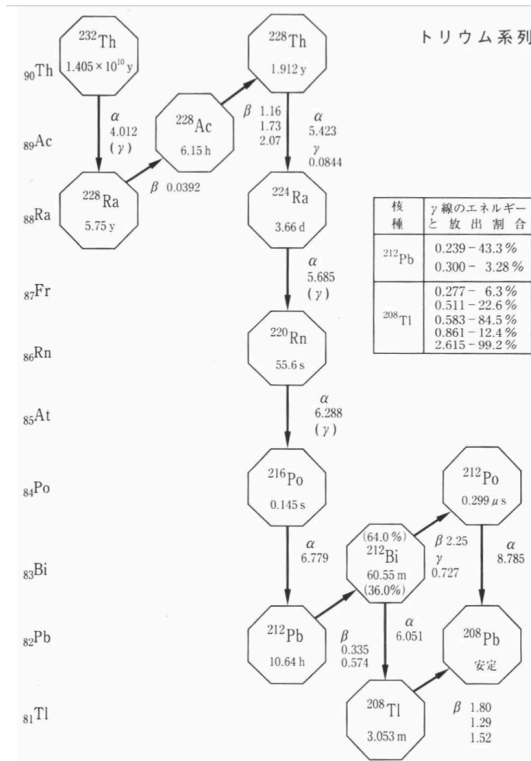 トリウム系列
₉₀Th
²³²Th
1.405×10¹⁰ y
²²⁸Th
1.912 y
α
4.012
(γ)
₈₉Ac
²²⁸Ac
6.15 h
β 1.16
1.73
2.07
α
5.423
γ
0.0844
₈₈Ra
²²⁸Ra
5.75 y
β 0.0392
²²⁴Ra
3.66 d
核種 γ線のエネルギーと放出割合
²¹²Pb 0.239－43.3 %
0.300－ 3.28 %
²⁰⁸Tl 0.277－ 6.3 %
0.511－22.6 %
0.583－84.5 %
0.861－12.4 %
2.615－99.2 %
₈₇Fr
α
5.685
(γ)
₈₆Rn
²²⁰Rn
55.6 s
₈₅At
α
6.288
(γ)
₈₄Po
²¹⁶Po
0.145 s
²¹²Po
0.299 μs
₈₃Bi
α
6.779
(64.0 %)
²¹²Bi
60.55 m
(36.0%)
β 2.25
γ
0.727
α
8.785
₈₂Pb
²¹²Pb
10.64 h
β
0.335
0.574
α
6.051
²⁰⁸Pb
安定
₈₁Tl
²⁰⁸Tl
3.053 m
β 1.80
1.29
1.52